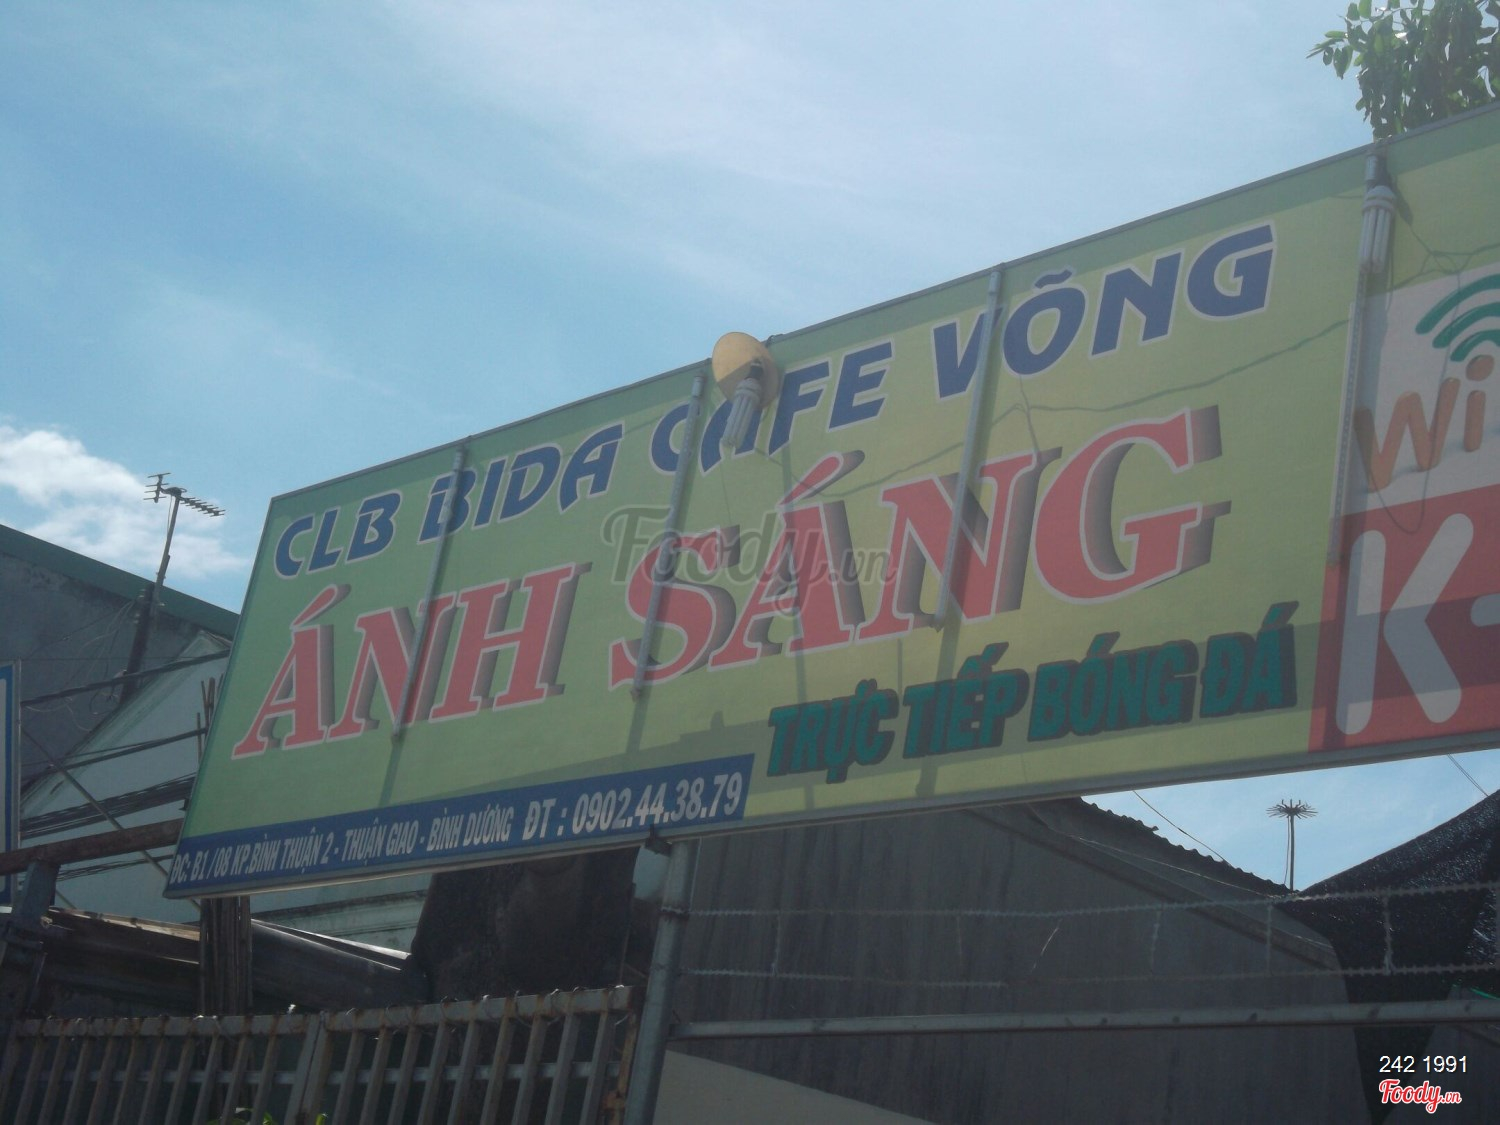 CLB BIDA CAFE VÕNG
ÁNH SÁNG
TRỰC TIẾP BÓNG ĐÁ
ĐC: B1/08 KP.BÌNH THUẬN 2 - THUẬN GIAO - BÌNH DƯƠNG ĐT : 0902.44.38.79
Wi
K+
Foody.vn
242 1991
Foody.vn